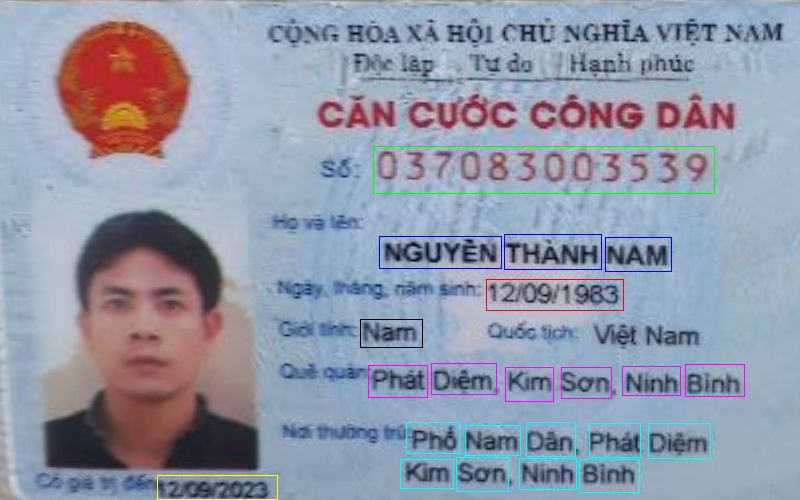 CỘNG HÒA XÃ HỘI CHỦ NGHĨA VIỆT NAM
Độc lập Tự do Hạnh phúc
CĂN CƯỚC CÔNG DÂN
Số: 037083003539
Họ và tên:
NGUYỄN THÀNH NAM
Ngày, tháng, năm sinh: 12/09/1983
Giới tính: Nam Quốc tịch: Việt Nam
Quê quán: Phát Diệm, Kim Sơn, Ninh Bình
Nơi thường trú: Phố Nam Dân, Phát Diệm
Kim Sơn, Ninh Bình
Có giá trị đến: 12/09/2023